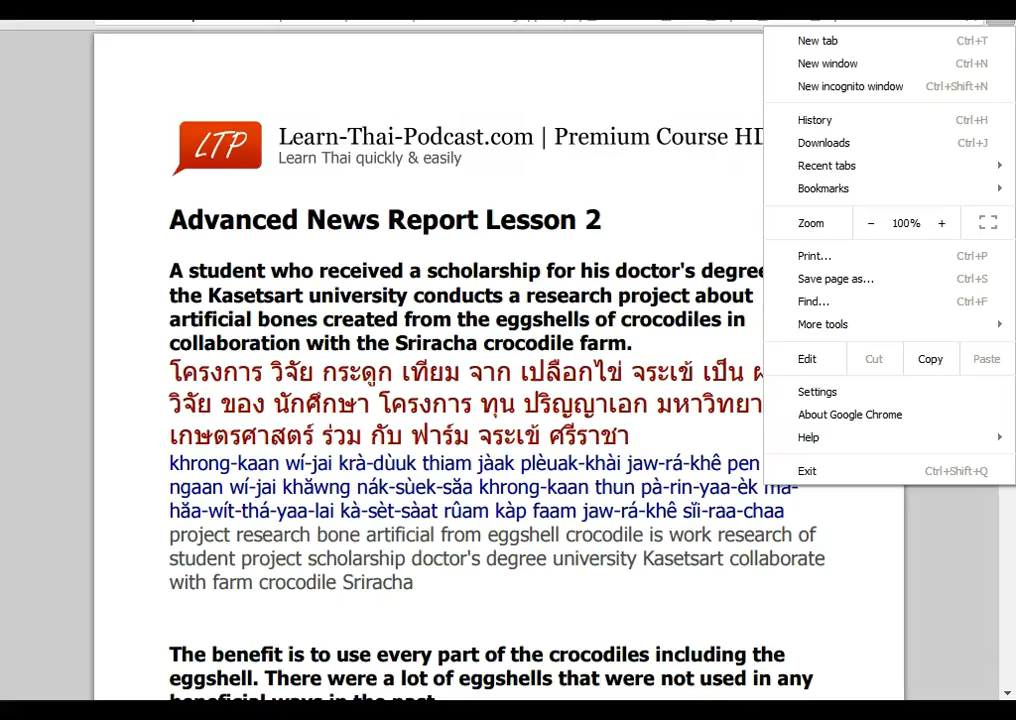 LTP
Learn-Thai-Podcast.com | Premium Course HD
Learn Thai quickly & easily
Advanced News Report Lesson 2
A student who received a scholarship for his doctor's degree
the Kasetsart university conducts a research project about
artificial bones created from the eggshells of crocodiles in
collaboration with the Sriracha crocodile farm.
โครงการ วิจัย กระดูก เทียม จาก เปลือกไข่ จระเข้ เป็น
วิจัย ของ นักศึกษา โครงการ ทุน ปริญญาเอก มหาวิทยา
เกษตรศาสตร์ ร่วม กับ ฟาร์ม จระเข้ ศรีราชา
khrong-kaan wí-jai krà-dùuk thiam jàak plèuak-khài jaw-rá-khê pen
ngaan wí-jai khǎwng nák-sùek-sǎa khrong-kaan thun pà-rin-yaa-èk má-
hǎa-wít-thá-yaa-lai kà-sèt-sàat rûam kàp faam jaw-rá-khê sǐi-raa-chaa
project research bone artificial from eggshell crocodile is work research of
student project scholarship doctor's degree university Kasetsart collaborate
with farm crocodile Sriracha
The benefit is to use every part of the crocodiles including the
eggshell. There were a lot of eggshells that were not used in any
beneficial ways in the past.
New tab Ctrl+T
New window Ctrl+N
New incognito window Ctrl+Shift+N
History Ctrl+H
Downloads Ctrl+J
Recent tabs
Bookmarks
Zoom − 100% +
Print... Ctrl+P
Save page as... Ctrl+S
Find... Ctrl+F
More tools
Edit Cut Copy Paste
Settings
About Google Chrome
Help
Exit Ctrl+Shift+Q